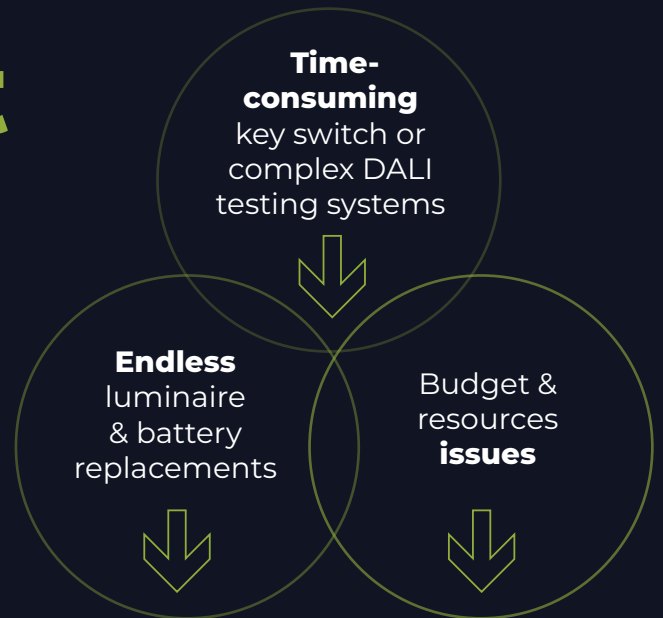 Time-
consuming
key switch or
complex DALI
testing systems
Endless
luminaire
& battery
replacements
Budget &
resources
issues